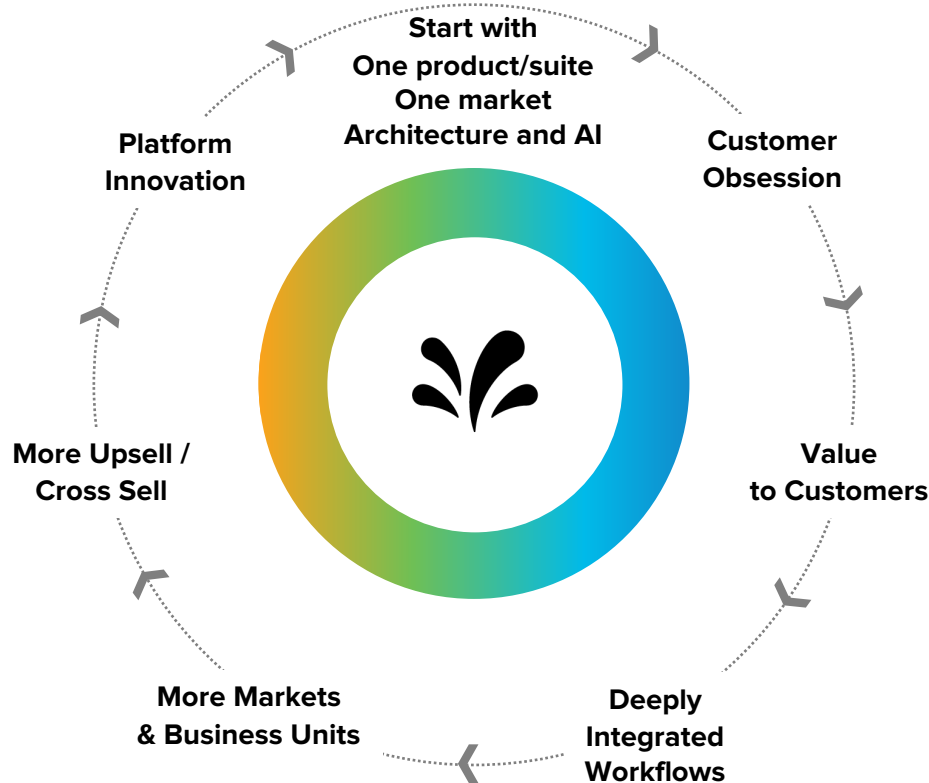 Start with
One product/suite
One market
Architecture and AI
Customer
Obsession
Value
to Customers
Deeply
Integrated
Workflows
More Markets
& Business Units
More Upsell /
Cross Sell
Platform
Innovation